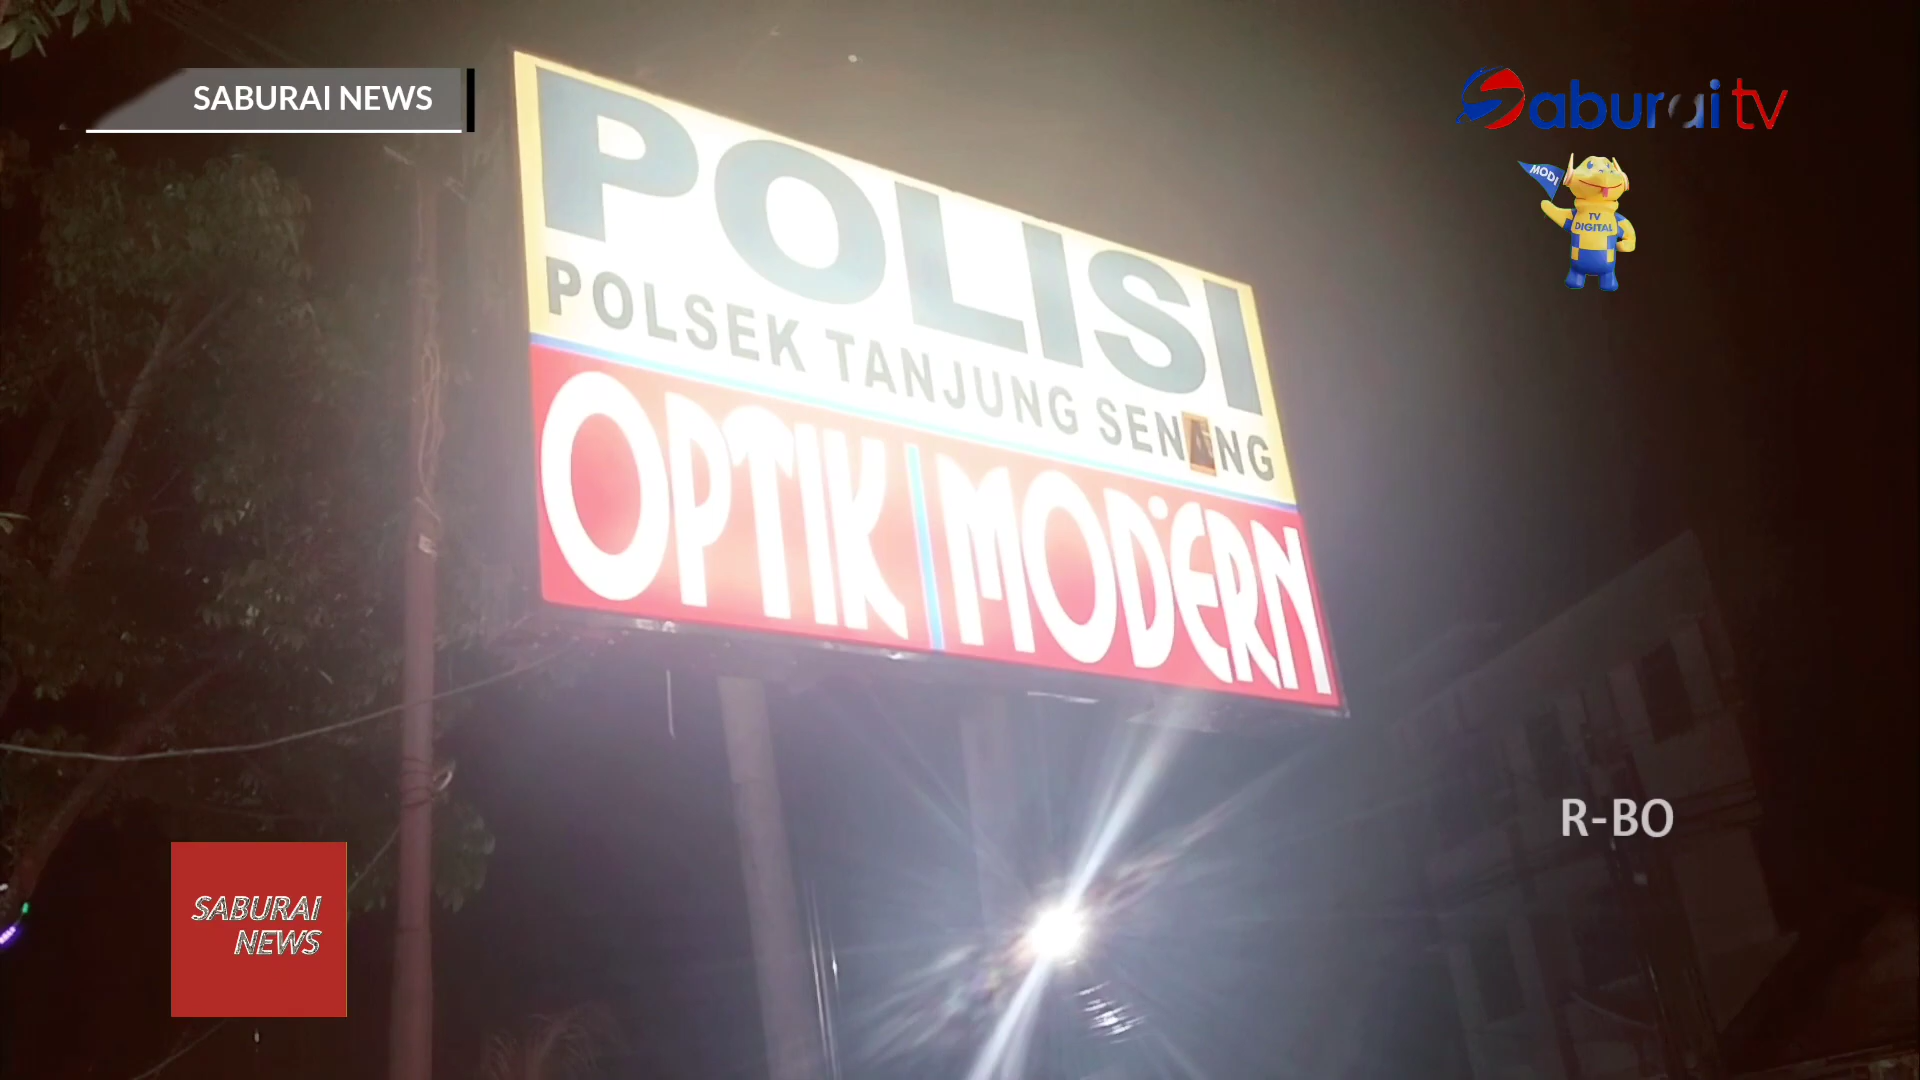 SABURAI NEWS
Saburai tv
MODI
TV
DIGITAL
POLISI
POLSEK TANJUNG SENANG
OPTIK MODERN
R-BO
SABURAI
NEWS